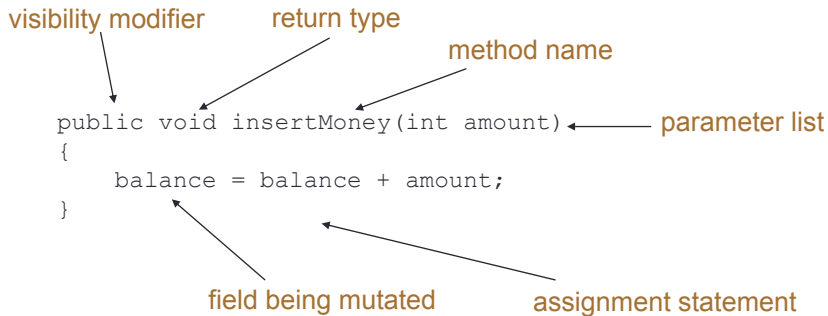 visibility modifier return type
method name
public void insertMoney(int amount) parameter list
{
balance = balance + amount;
}
field being mutated assignment statement